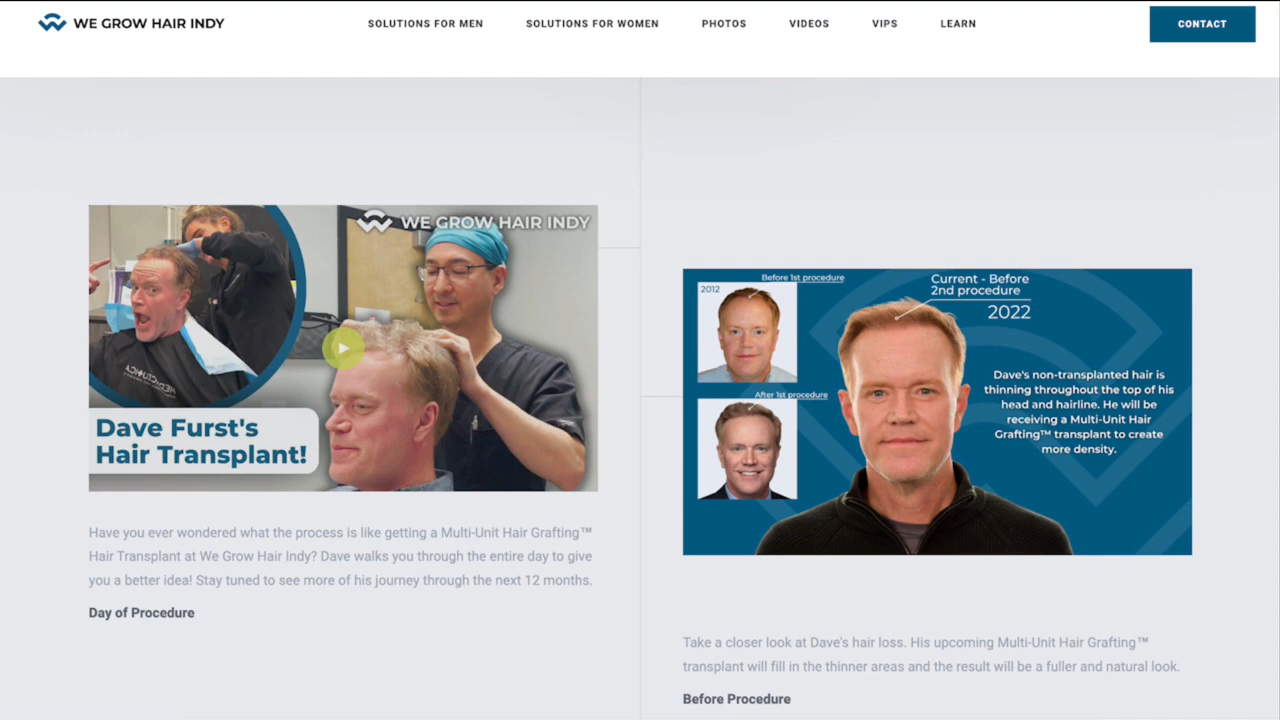 WE GROW HAIR INDY
SOLUTIONS FOR MEN
SOLUTIONS FOR WOMEN
PHOTOS
VIDEOS
VIPS
LEARN
CONTACT
WE GROW HAIR INDY
Dave Furst's
Hair Transplant!
Have you ever wondered what the process is like getting a Multi-Unit Hair Grafting™
Hair Transplant at We Grow Hair Indy? Dave walks you through the entire day to give
you a better idea! Stay tuned to see more of his journey through the next 12 months.
Day of Procedure
Before 1st procedure
2012
After 1st procedure
Current - Before
2nd procedure
2022
Dave's non-transplanted hair is
thinning throughout the top of his
head and hairline. He will be
receiving a Multi-Unit Hair
Grafting™ transplant to create
more density.
Take a closer look at Dave's hair loss. His upcoming Multi-Unit Hair Grafting™
transplant will fill in the thinner areas and the result will be a fuller and natural look.
Before Procedure